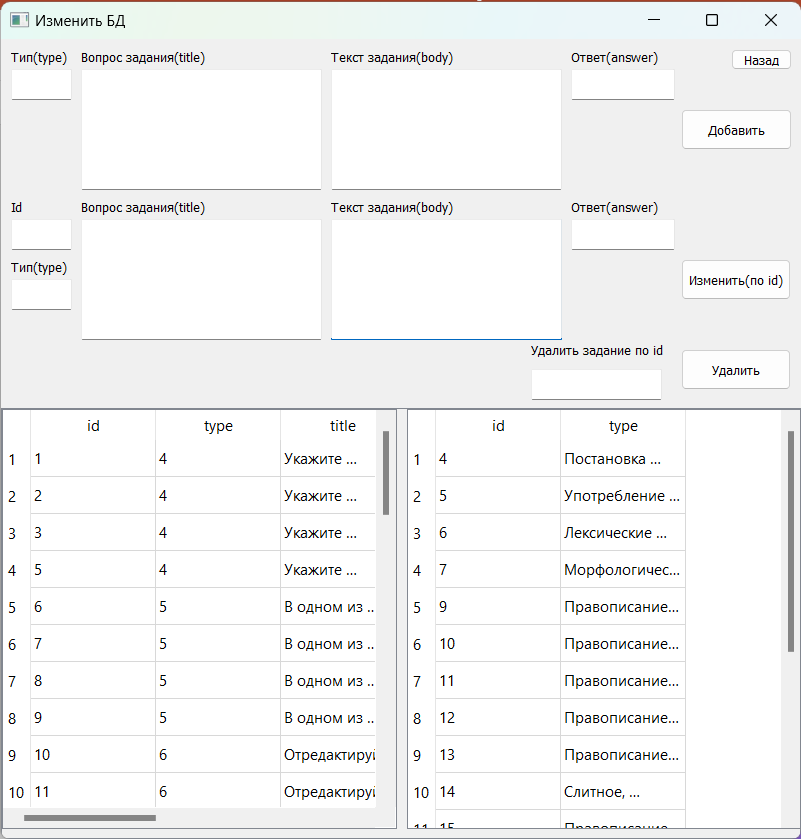 Изменить БД
Тип(type) Вопрос задания(title) Текст задания(body) Ответ(answer) Назад
Добавить
Id Вопрос задания(title) Текст задания(body) Ответ(answer)
Тип(type)
Изменить(по id)
Удалить задание по id
Удалить
id type title id type
1 1 4 Укажите ... 1 4 Постановка ...
2 2 4 Укажите ... 2 5 Употребление ...
3 3 4 Укажите ... 3 6 Лексические ...
4 5 4 Укажите ... 4 7 Морфологичес...
5 6 5 В одном из .. 5 9 Правописание...
6 7 5 В одном из .. 6 10 Правописание...
7 8 5 В одном из .. 7 11 Правописание...
8 9 5 В одном из .. 8 12 Правописание...
9 10 6 Отредактируй 9 13 Правописание...
10 11 6 Отредактируй 10 14 Слитное, ...
11 15 Правописание...